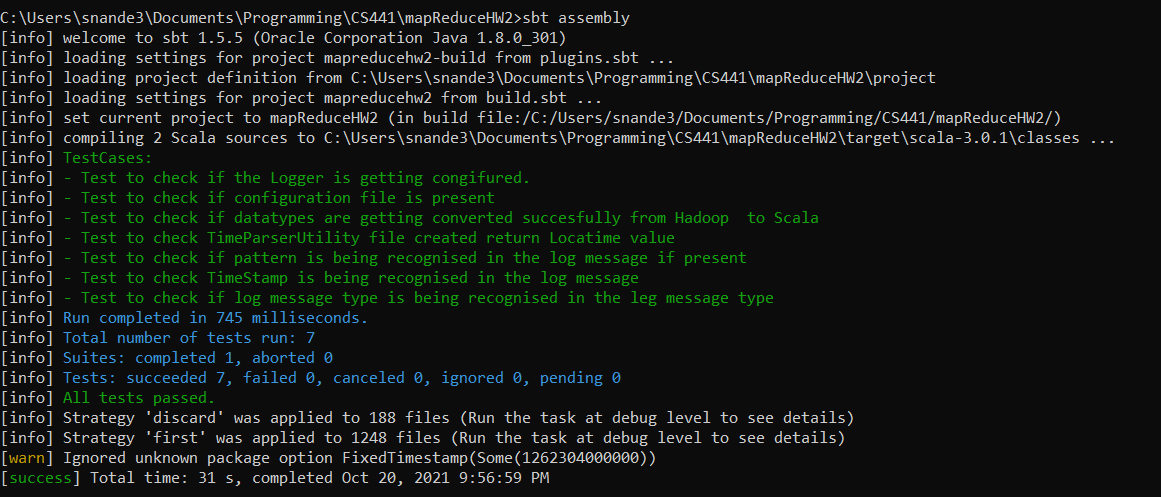 C:\Users\snande3\Documents\Programming\CS441\mapReduceHW2>sbt assembly
[info] welcome to sbt 1.5.5 (Oracle Corporation Java 1.8.0_301)
[info] loading settings for project mapreducehw2-build from plugins.sbt ...
[info] loading project definition from C:\Users\snande3\Documents\Programming\CS441\mapReduceHW2\project
[info] loading settings for project mapreducehw2 from build.sbt ...
[info] set current project to mapReduceHW2 (in build file:/C:/Users/snande3/Documents/Programming/CS441/mapReduceHW2/)
[info] compiling 2 Scala sources to C:\Users\snande3\Documents\Programming\CS441\mapReduceHW2\target\scala-3.0.1\classes ...
[info] TestCases:
[info] - Test to check if the Logger is getting congifured.
[info] - Test to check if configuration file is present
[info] - Test to check if datatypes are getting converted succesfully from Hadoop  to Scala
[info] - Test to check TimeParserUtility file created return Locatime value
[info] - Test to check if pattern is being recognised in the log message if present
[info] - Test to check TimeStamp is being recognised in the log message
[info] - Test to check if log message type is being recognised in the leg message type
[info] Run completed in 745 milliseconds.
[info] Total number of tests run: 7
[info] Suites: completed 1, aborted 0
[info] Tests: succeeded 7, failed 0, canceled 0, ignored 0, pending 0
[info] All tests passed.
[info] Strategy 'discard' was applied to 188 files (Run the task at debug level to see details)
[info] Strategy 'first' was applied to 1248 files (Run the task at debug level to see details)
[warn] Ignored unknown package option FixedTimestamp(Some(1262304000000))
[success] Total time: 31 s, completed Oct 20, 2021 9:56:59 PM